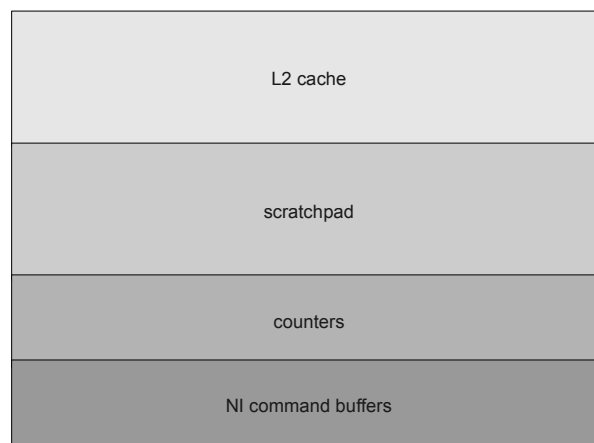 L2 cache
scratchpad
counters
NI command buffers